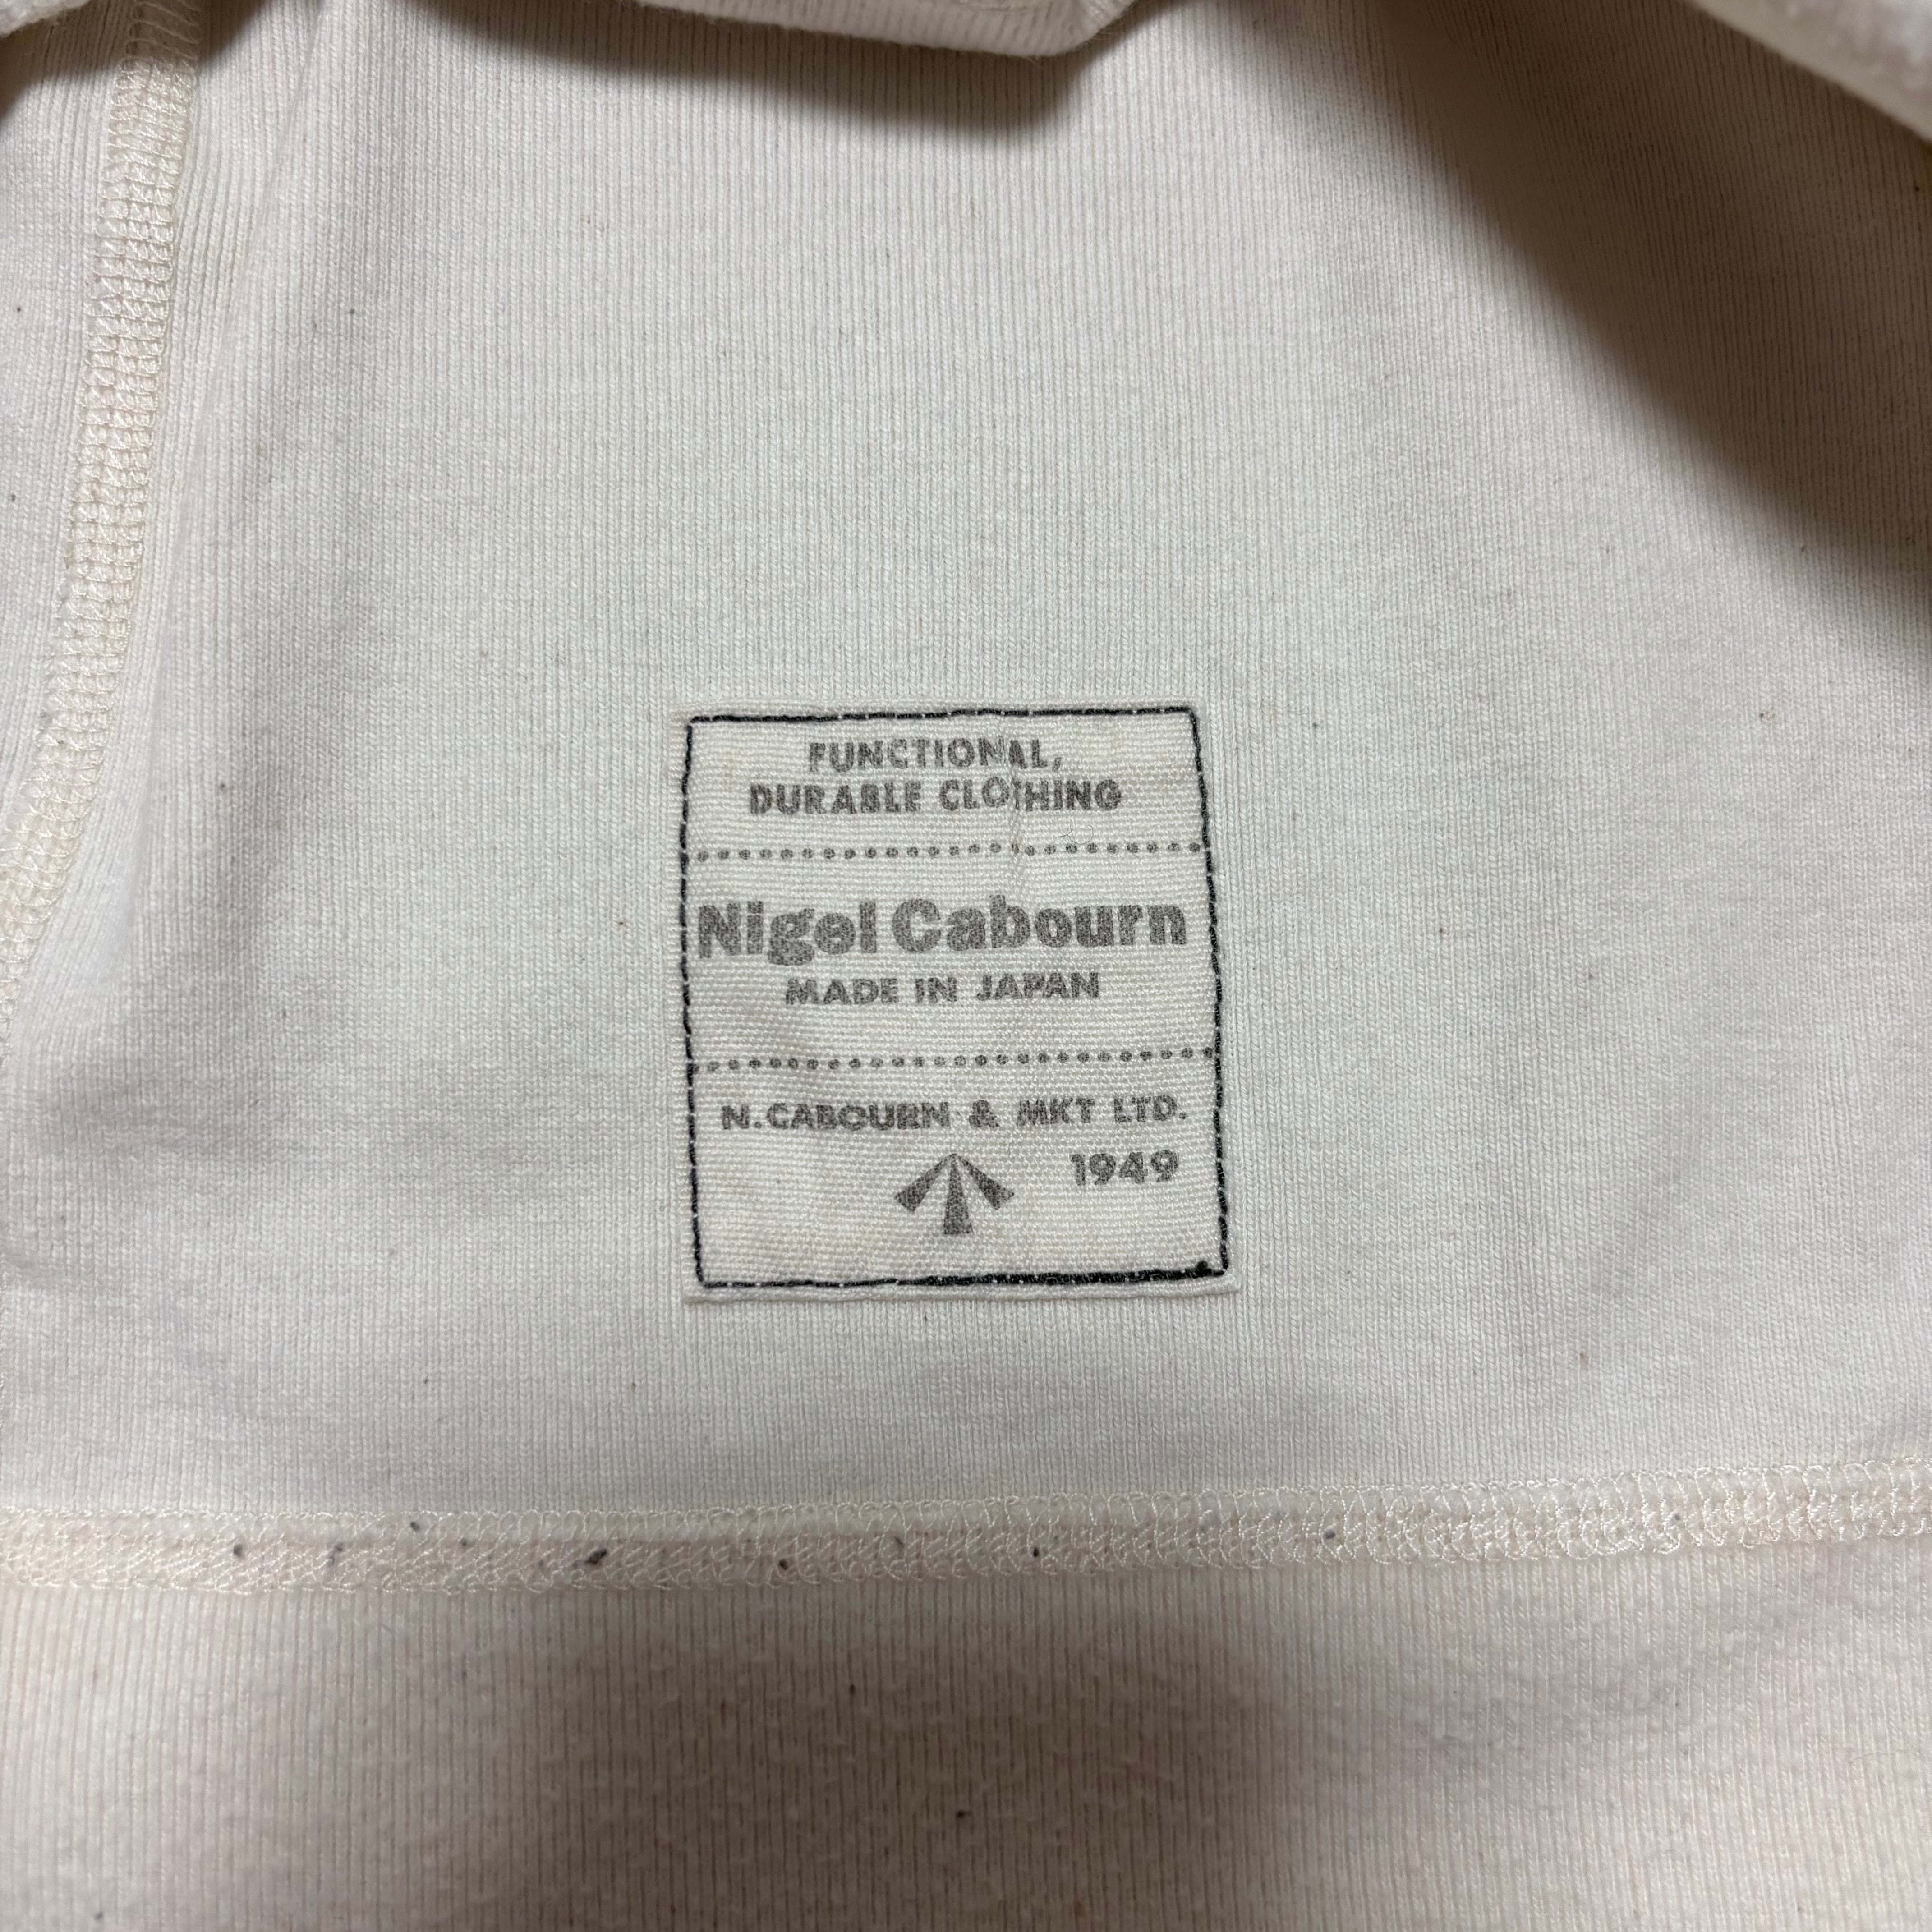 FUNCTIONAL,
DURABLE CLOTHING
Nigel Cabourn
MADE IN JAPAN
N.CABOURN & MKT LTD.
1949